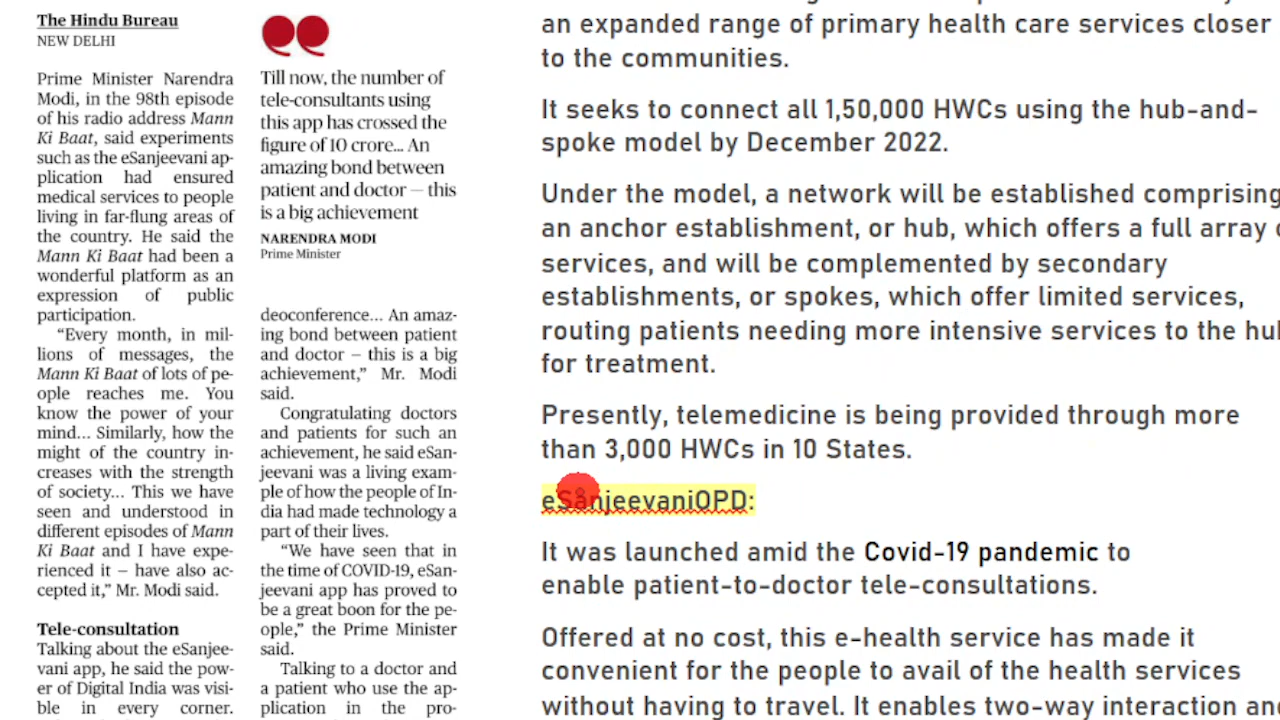 The Hindu Bureau
NEW DELHI
Prime Minister Narendra
Modi, in the 98th episode
of his radio address Mann
Ki Baat, said experiments
such as the eSanjeevani ap-
plication had ensured
medical services to people
living in far-flung areas of
the country. He said the
Mann Ki Baat had been a
wonderful platform as an
expression of public
participation.
“Every month, in mil-
lions of messages, the
Mann Ki Baat of lots of pe-
ople reaches me. You
know the power of your
mind... Similarly, how the
might of the country in-
creases with the strength
of society... This we have
seen and understood in
different episodes of Mann
Ki Baat and I have expe-
rienced it – have also ac-
cepted it,” Mr. Modi said.
Tele-consultation
Talking about the eSanjee-
vani app, he said the pow-
er of Digital India was visi-
ble in every corner.
Till now, the number of
tele-consultants using
this app has crossed the
figure of 10 crore... An
amazing bond between
patient and doctor — this
is a big achievement
NARENDRA MODI
Prime Minister
deoconference... An amaz-
ing bond between patient
and doctor – this is a big
achievement,” Mr. Modi
said.
Congratulating doctors
and patients for such an
achievement, he said eSan-
jeevani was a living exam-
ple of how the people of In-
dia had made technology a
part of their lives.
“We have seen that in
the time of COVID-19, eSan-
jeevani app has proved to
be a great boon for the pe-
ople,” the Prime Minister
said.
Talking to a doctor and
a patient who use the ap-
plication in the pro-
an expanded range of primary health care services closer
to the communities.
It seeks to connect all 1,50,000 HWCs using the hub-and-
spoke model by December 2022.
Under the model, a network will be established comprising
an anchor establishment, or hub, which offers a full array
services, and will be complemented by secondary
establishments, or spokes, which offer limited services,
routing patients needing more intensive services to the hu
for treatment.
Presently, telemedicine is being provided through more
than 3,000 HWCs in 10 States.
eSanjeevaniOPD:
It was launched amid the Covid-19 pandemic to
enable patient-to-doctor tele-consultations.
Offered at no cost, this e-health service has made it
convenient for the people to avail of the health services
without having to travel. It enables two-way interaction and